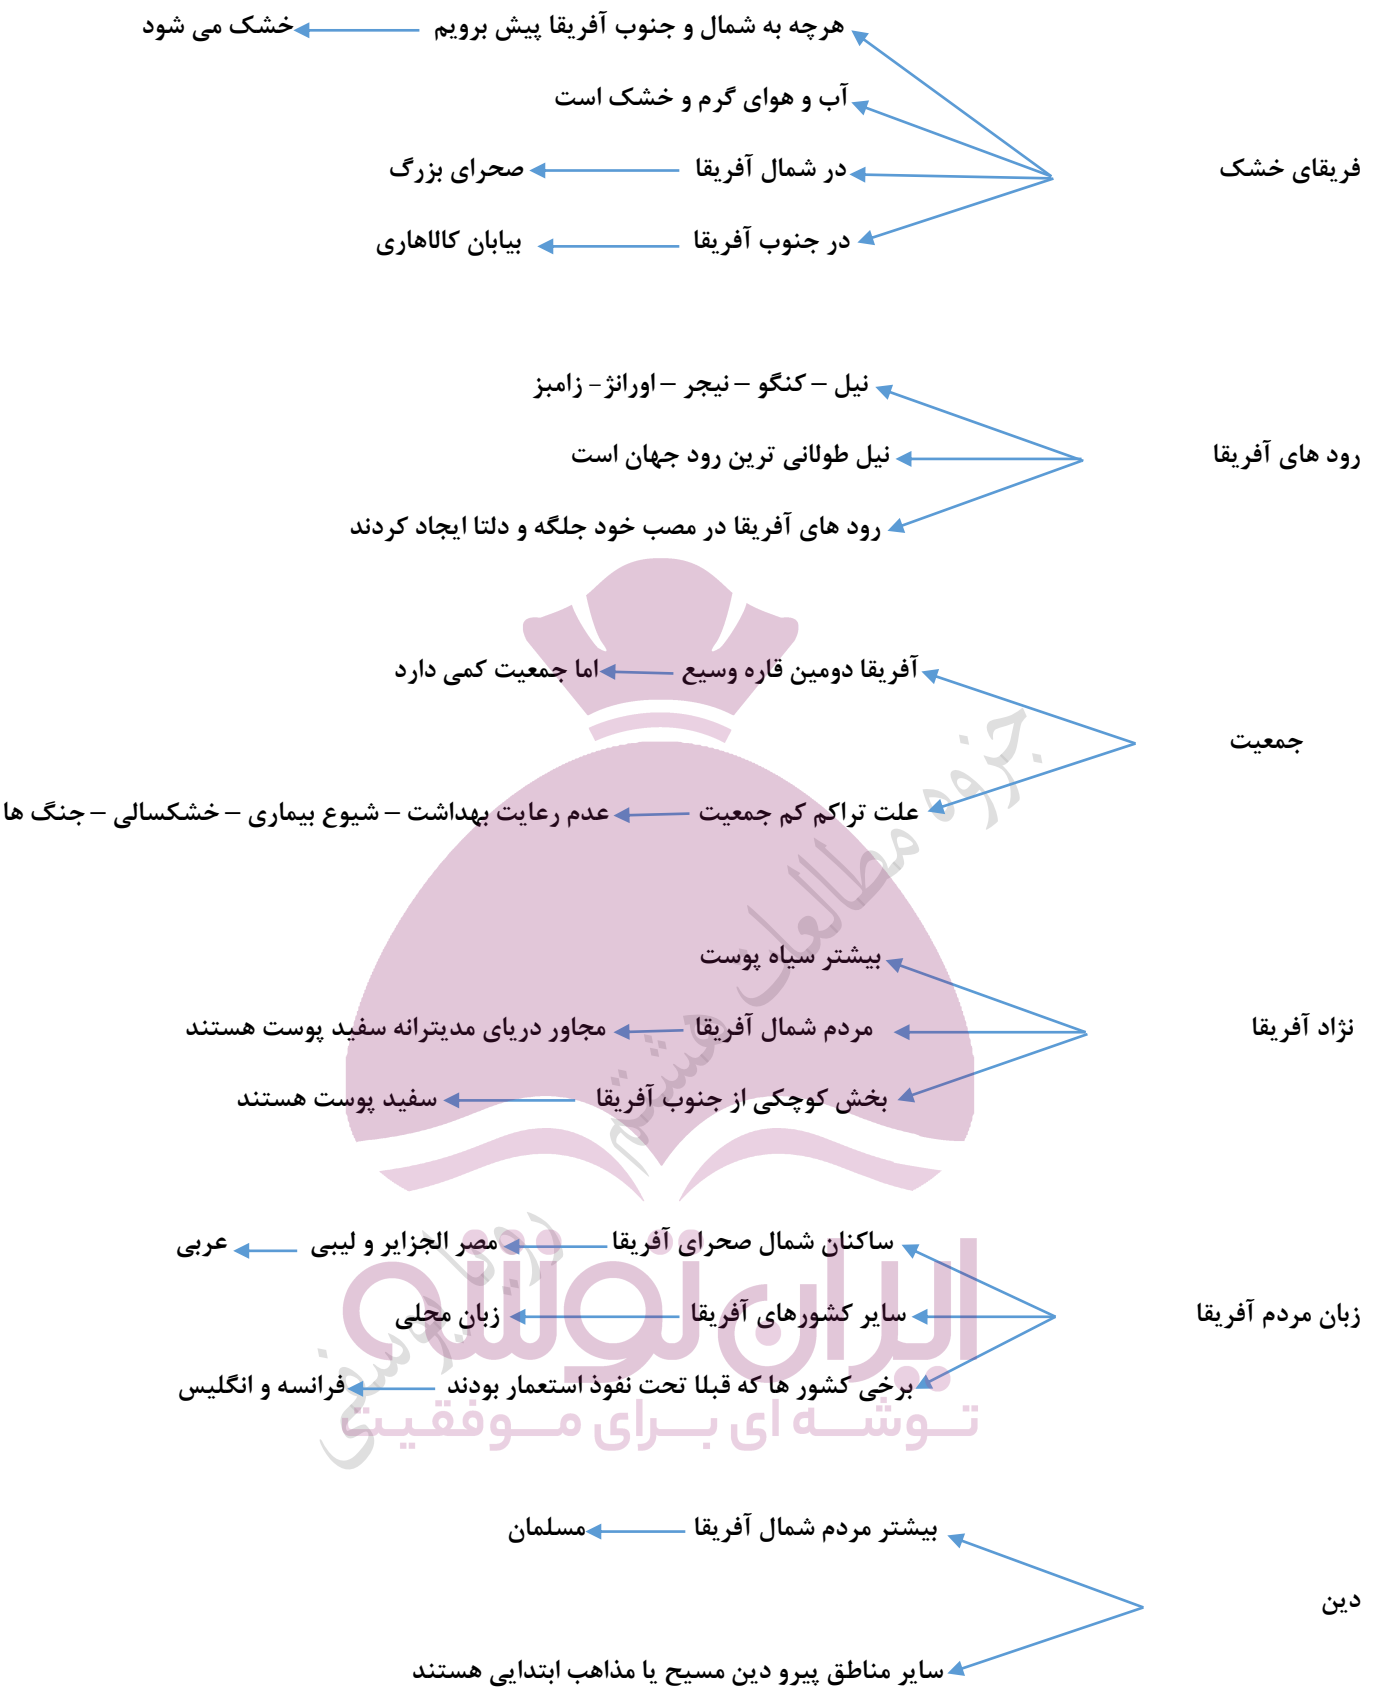 هرچه به شمال و جنوب آفریقا پیش برویم خشک می شود
آب و هوای گرم و خشک است
فریقای خشک
در شمال آفریقا صحرای بزرگ
در جنوب آفریقا بیابان کالاهاری
نیل – کنگو – نیجر – اورانژ- زامبز
رود های آفریقا
نیل طولانی ترین رود جهان است
رود های آفریقا در مصب خود جلگه و دلتا ایجاد کردند
آفریقا دومین قاره وسیع اما جمعیت کمی دارد
جمعیت
علت تراکم کم جمعیت عدم رعایت بهداشت – شیوع بیماری – خشکسالی – جنگ ها
بیشتر سیاه پوست
نژاد آفریقا
مردم شمال آفریقا مجاور دریای مدیترانه سفید پوست هستند
بخش کوچکی از جنوب آفریقا سفید پوست هستند
ساکنان شمال صحرای آفریقا مصر الجزایر و لیبی عربی
زبان مردم آفریقا
سایر کشورهای آفریقا زبان محلی
برخی کشور ها که قبلا تحت نفوذ استعمار بودند فرانسه و انگلیس
بیشتر مردم شمال آفریقا مسلمان
دین
سایر مناطق پیرو دین مسیح یا مذاهب ابتدایی هستند
جزوه مطالعات هشتم
ایران توشه
توشه ای برای موفقیت